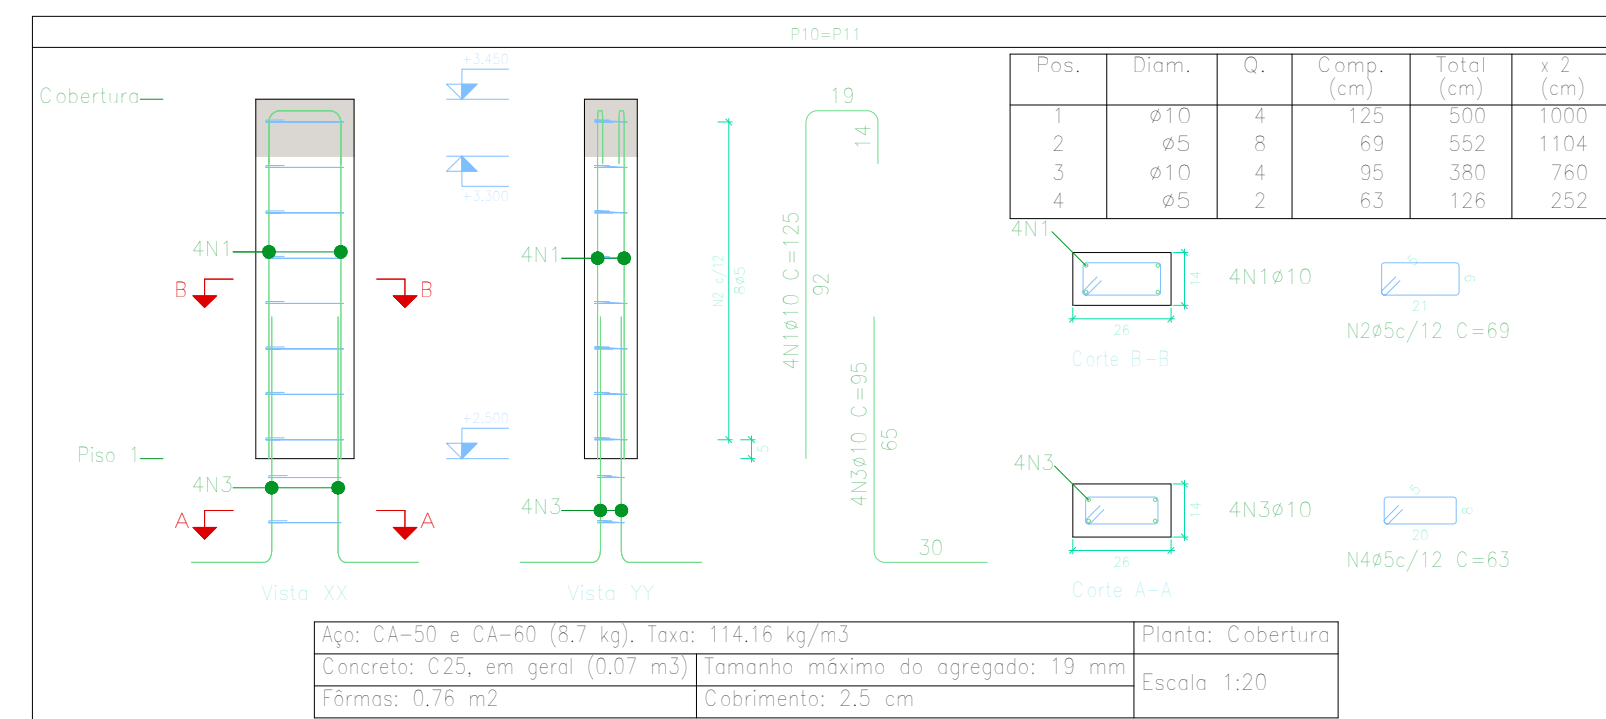 P10=P11
Pos. Diam. Q. Comp. (cm) Total (cm) x 2 (cm)
1 ø10 4 125 500 1000
2 ø5 8 69 552 1104
3 ø10 4 95 380 760
4 ø5 2 63 126 252
Cobertura
+3.450
+3.300
4N1
B B
+2.500
Piso 1
4N3
A A
Vista XX
4N1
4N3
Vista YY
N2 c/12
8ø5
5
19
14
4N1ø10 C=125
92
4N3ø10 C=95
65
30
4N1
14
26
4N1ø10
Corte B-B
5
9
21
N2ø5c/12 C=69
4N3
14
26
4N3ø10
Corte A-A
5
8
20
N4ø5c/12 C=63
Aço: CA-50 e CA-60 (8.7 kg). Taxa: 114.16 kg/m3
Planta: Cobertura
Concreto: C25, em geral (0.07 m3)
Tamanho máximo do agregado: 19 mm
Escala 1:20
Fôrmas: 0.76 m2
Cobrimento: 2.5 cm